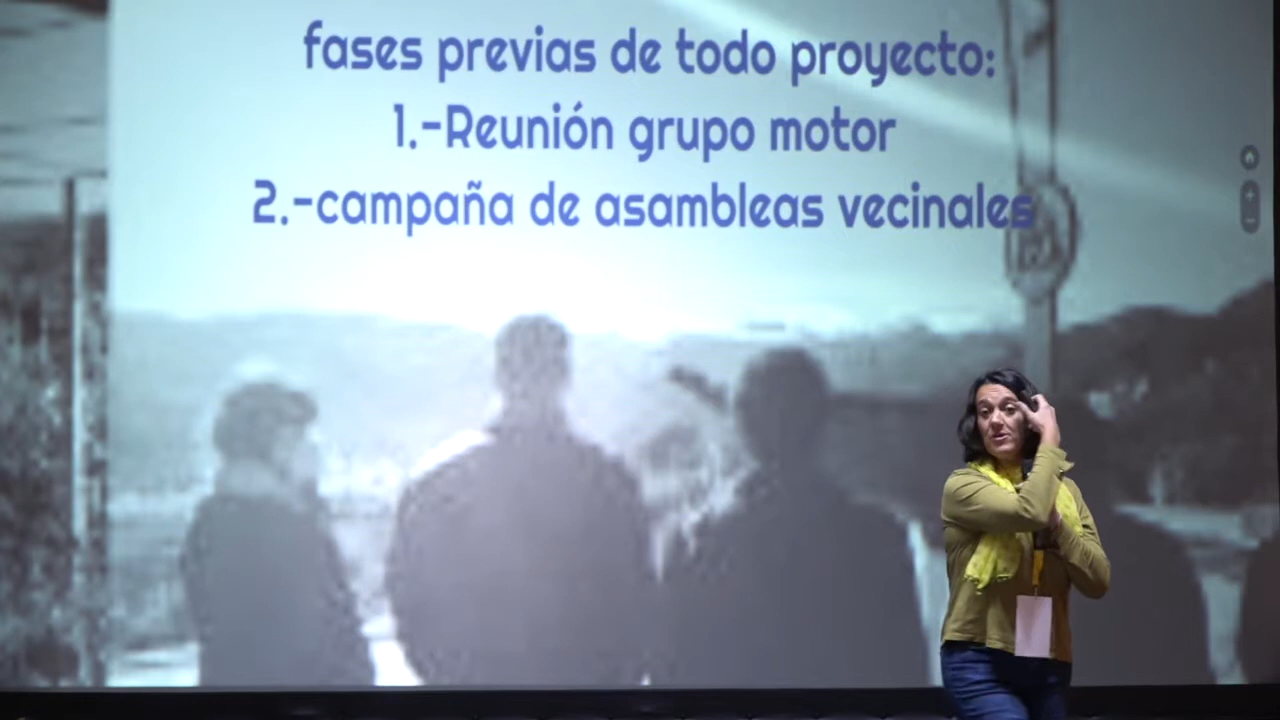 fases previas de todo proyecto:
1.-Reunión grupo motor
2.-campaña de asambleas vecinales